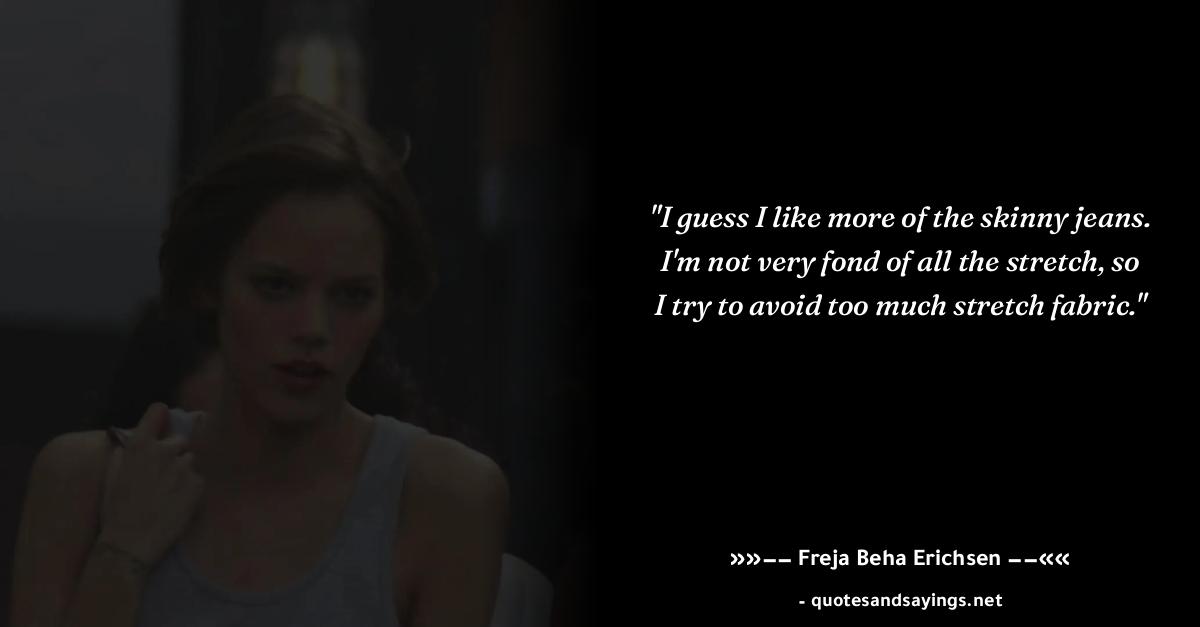 "I guess I like more of the skinny jeans.
I'm not very fond of all the stretch, so
I try to avoid too much stretch fabric."
»»–– Freja Beha Erichsen ––««
- quotesandsayings.net